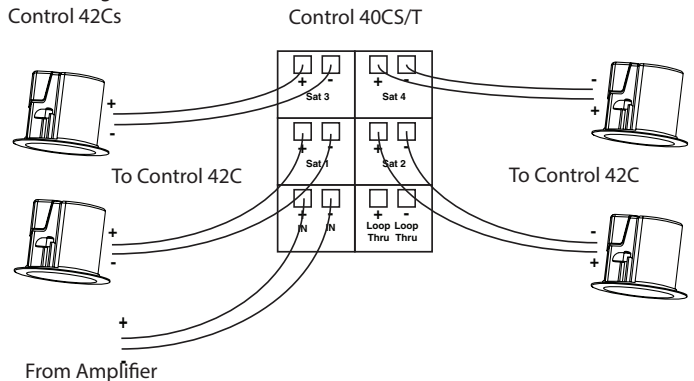 Control 42Cs
Control 40CS/T
+ - + -
Sat 3 Sat 4
+
-
-
+
+ - + -
Sat 1 Sat 2
To Control 42C
To Control 42C
+
-
-
+
+ - + -
IN IN Loop Loop
Thru Thru
+
-
From Amplifier